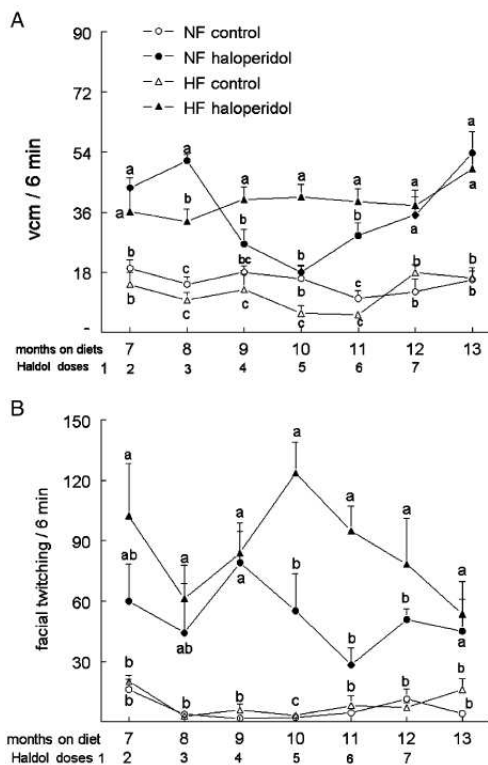 A
90
NF control
NF haloperidol
HF control
HF haloperidol
72
54
36
18
-
vcm / 6 min
a a a a a a a
a b b b b a a
b c bc b c b b
b c c c c b b
months on diets 7 8 9 10 11 12 13
Haldol doses 1 2 3 4 5 6 7
B
150
120
90
60
30
facial twitching / 6 min
a a a a a a a
ab ab a b b b a
b b b c b b b
b b
months on diet 7 8 9 10 11 12 13
Haldol doses 1 2 3 4 5 6 7